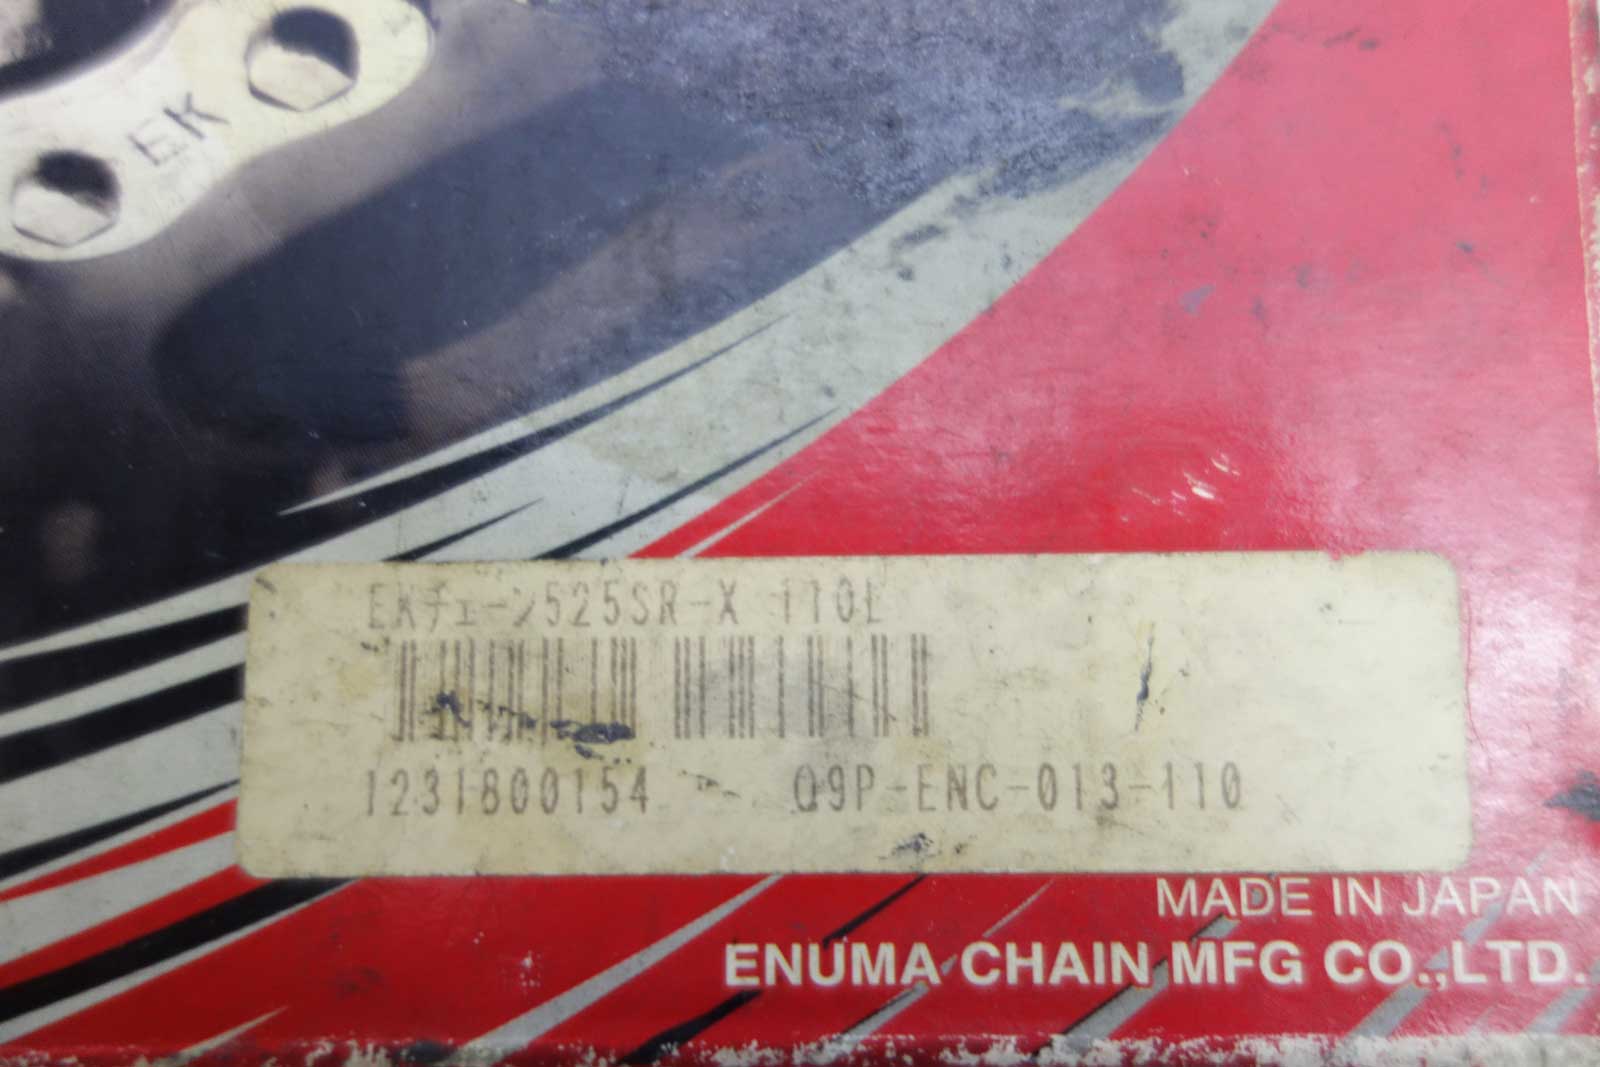 EK
EKチェーン525SR-X 110L
1231800154 Q9P-ENC-013-110
MADE IN JAPAN
ENUMA CHAIN MFG CO.,LTD.